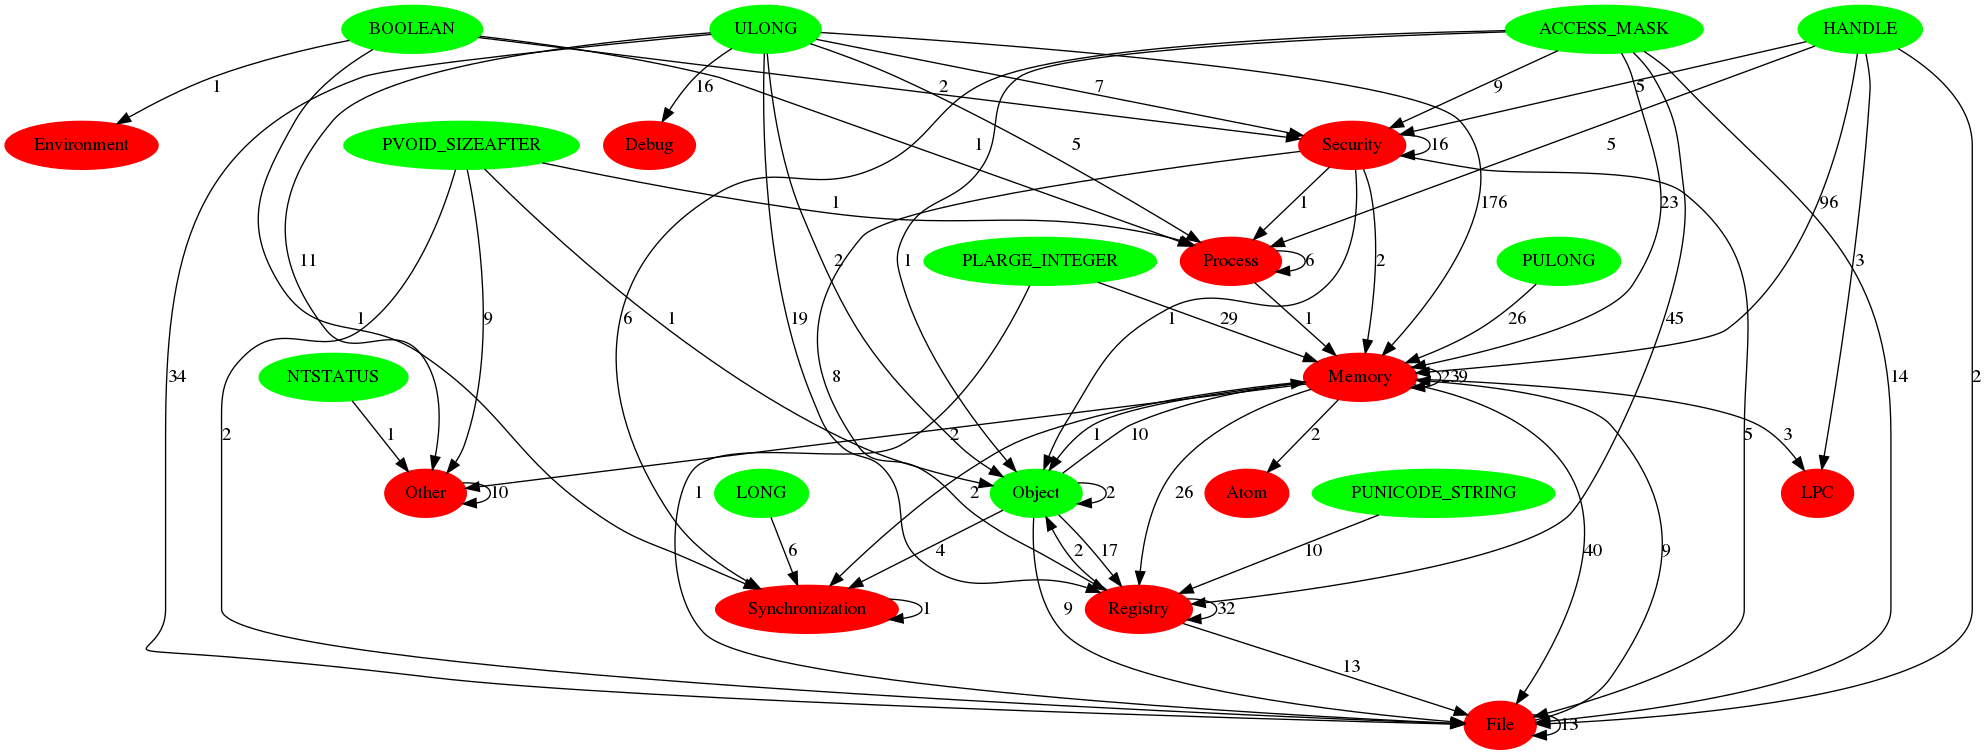 BOOLEAN
ULONG
ACCESS_MASK
HANDLE
1
16
2
7
9
5
Environment
PVOID_SIZEAFTER
Debug
Security
1
5
16
5
1
1
176
23
96
11
2
1
PLARGE_INTEGER
Process
6
2
PULONG
3
1
9
1
6
19
1
29
1
26
45
34
NTSTATUS
8
Memory
239
14
2
2
1
2
1
10
2
3
5
Other
10
LONG
1
2
Object
2
26
Atom
PUNICODE_STRING
LPC
6
4
2
17
10
40
9
Synchronization
1
9
Registry
32
13
File
13